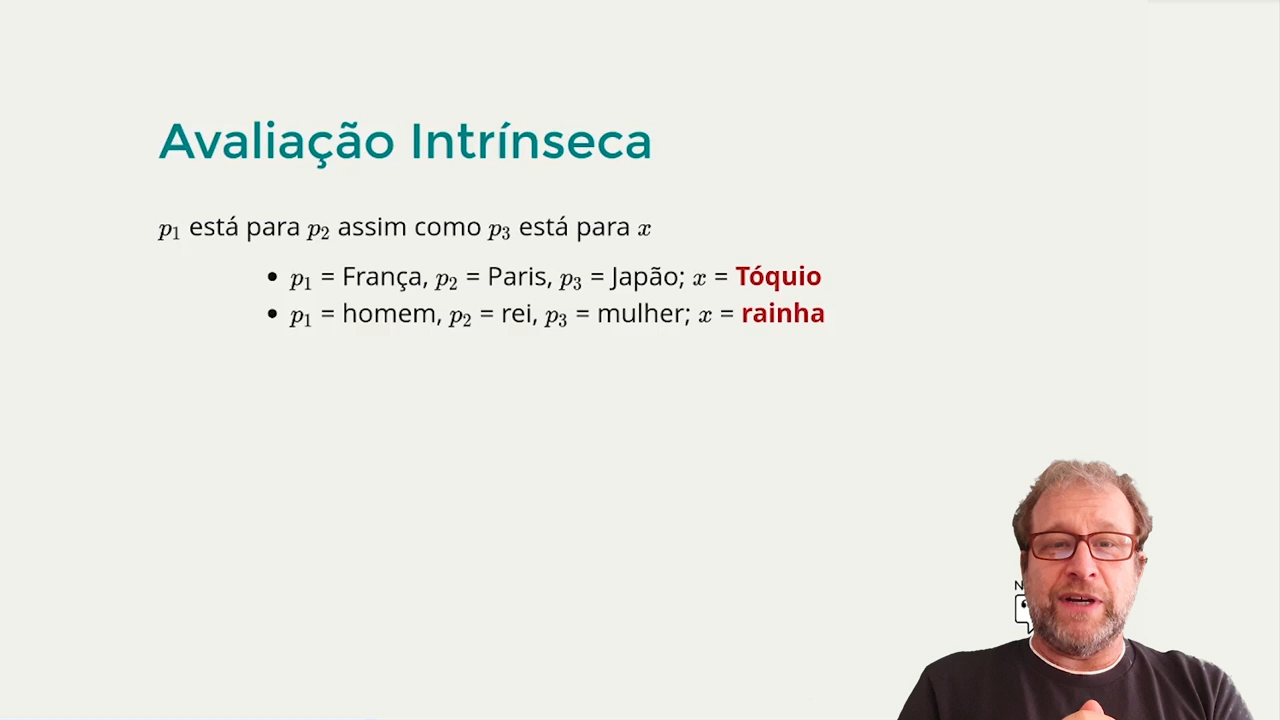 Avaliação Intrínseca
p₁ está para p₂ assim como p₃ está para x
• p₁ = França, p₂ = Paris, p₃ = Japão; x = Tóquio
• p₁ = homem, p₂ = rei, p₃ = mulher; x = rainha